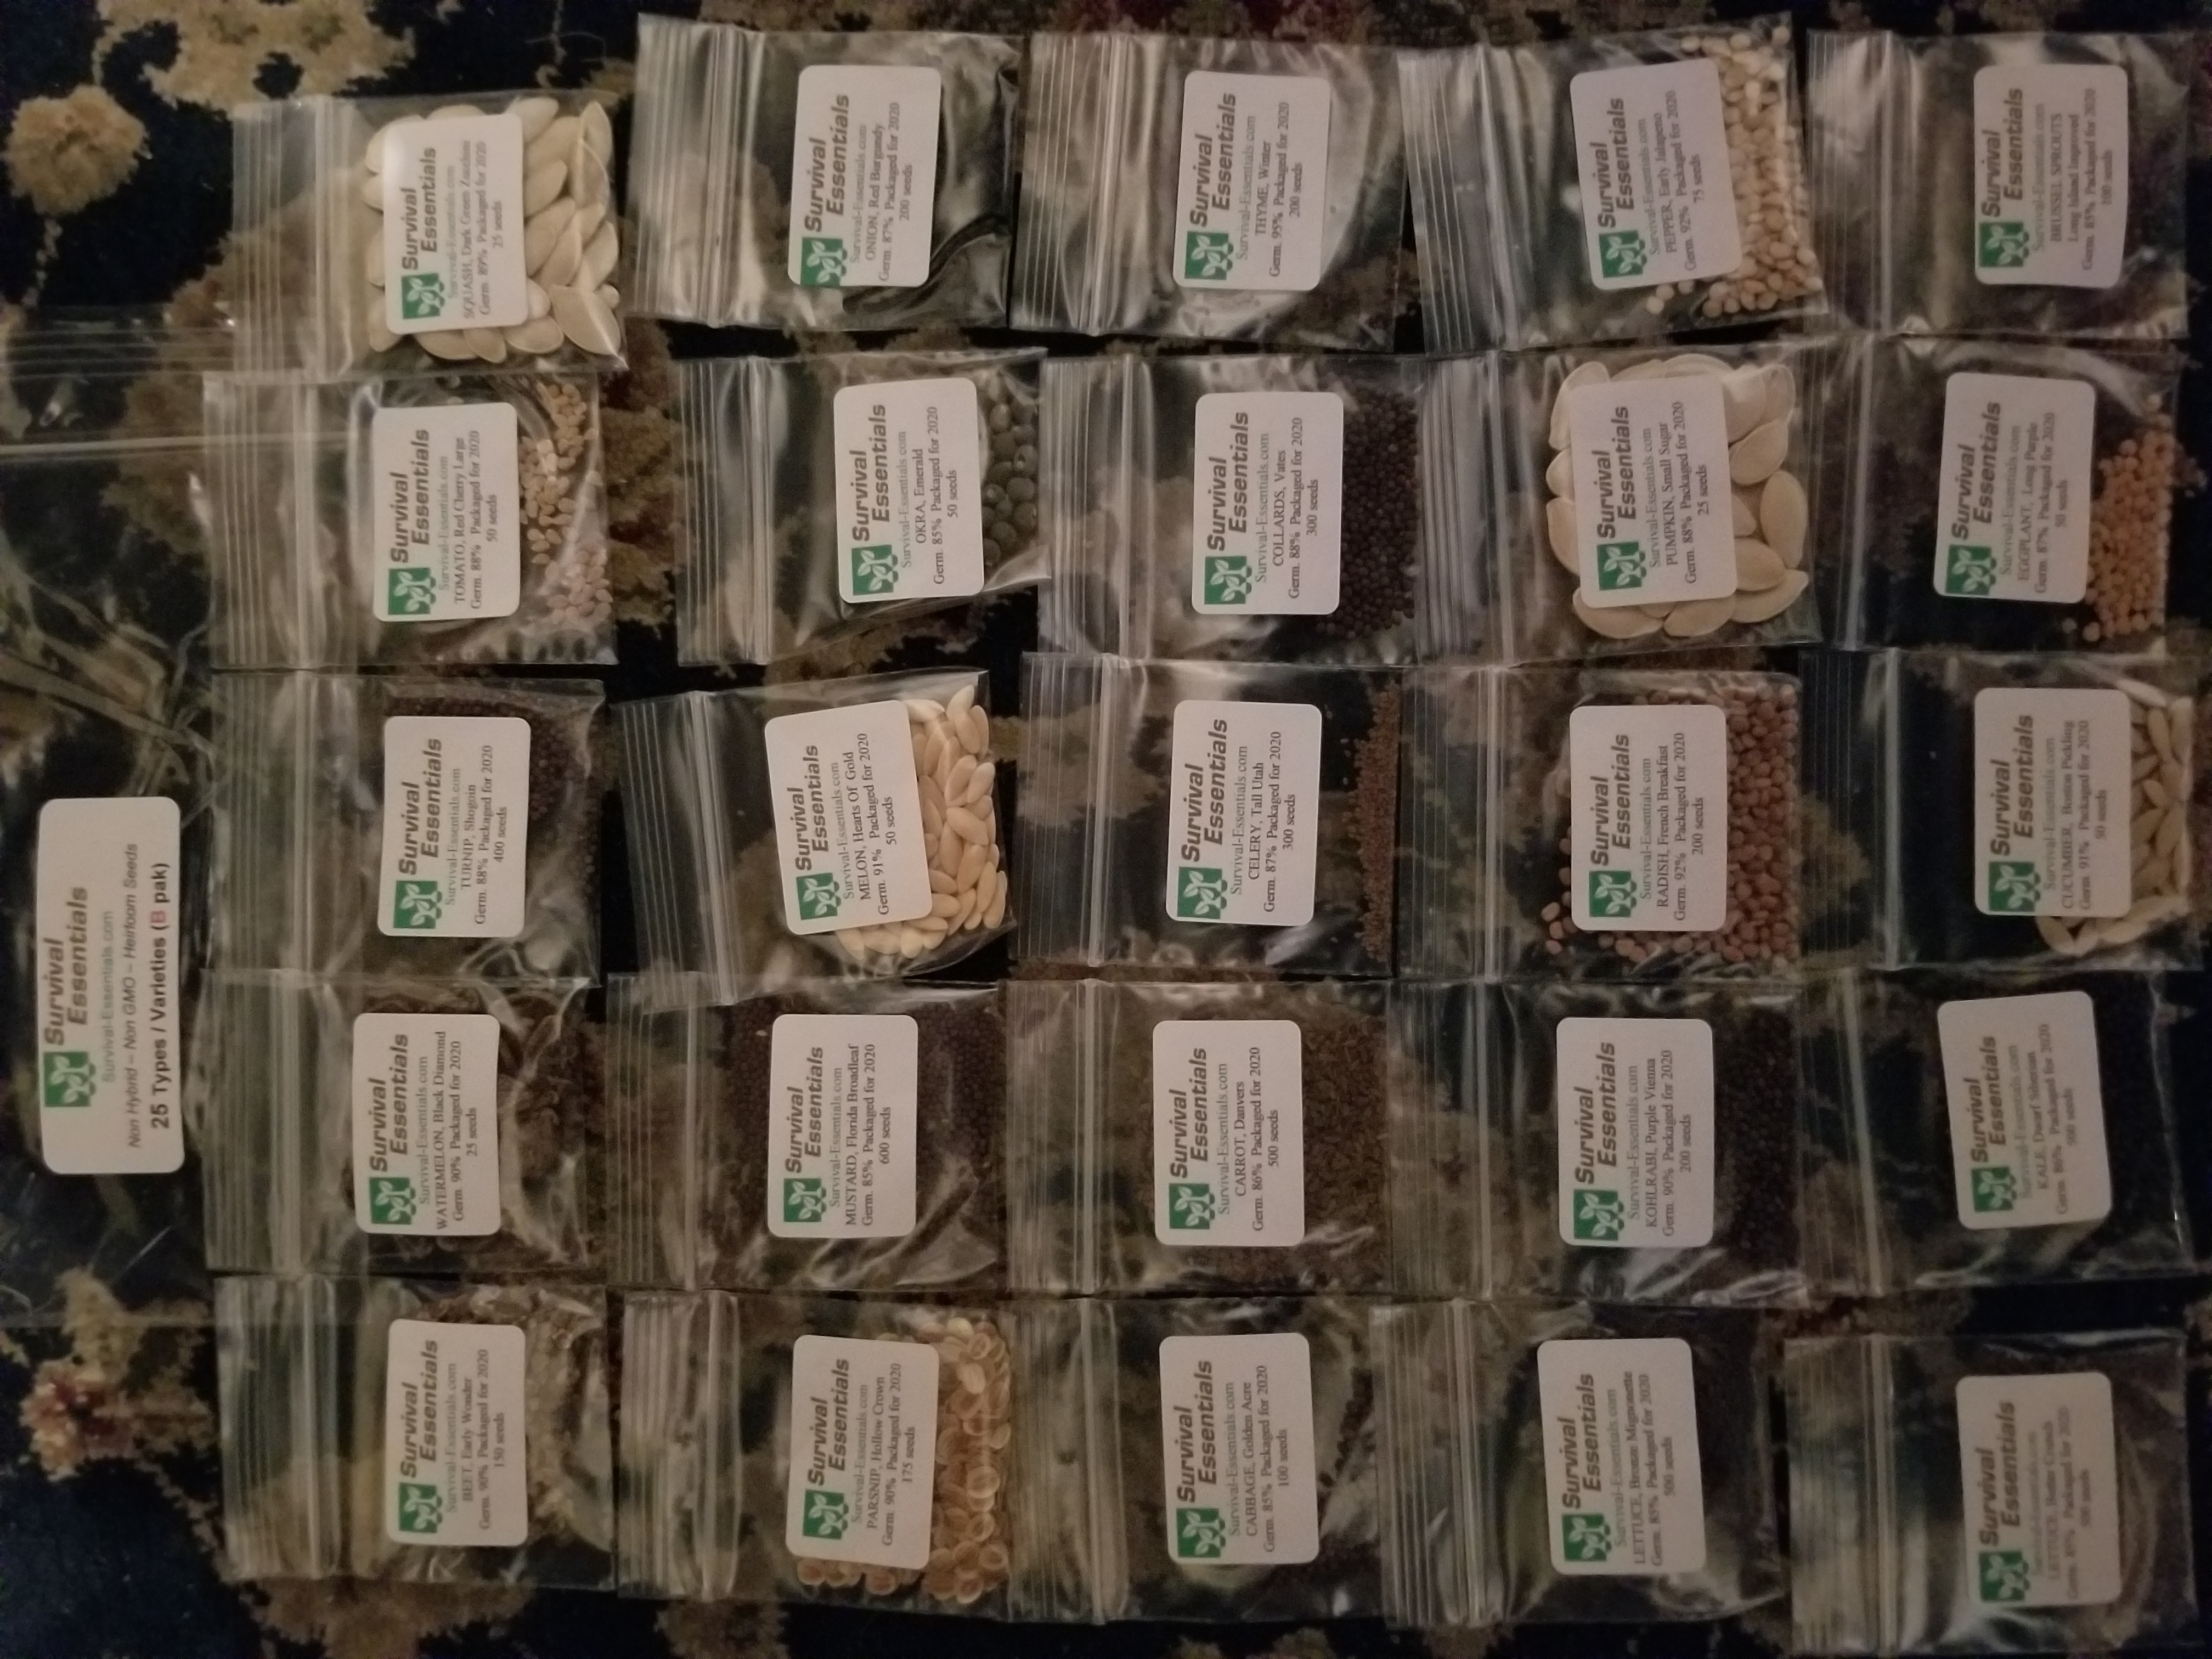 Survival
Essentials
Survival-Essentials.com
Non Hybrid – Non GMO – Heirloom Seeds
25 Types / Varieties (B pak)
Survival
Essentials
Survival-Essentials.com
BEET, Early Wonder
Germ. 90% Packaged for 2020
150 seeds
Survival
Essentials
Survival-Essentials.com
WATERMELON, Black Diamond
Germ. 90% Packaged for 2020
25 seeds
Survival
Essentials
Survival-Essentials.com
TURNIP, Shogoin
Germ. 88% Packaged for 2020
400 seeds
Survival
Essentials
Survival-Essentials.com
TOMATO, Red Cherry Large
Germ. 88% Packaged for 2020
50 seeds
Survival
Essentials
Survival-Essentials.com
SQUASH, Dark Green Zucchini
Germ. 89% Packaged for 2020
25 seeds
Survival
Essentials
Survival-Essentials.com
PARSNIP, Hollow Crown
Germ. 90% Packaged for 2020
175 seeds
Survival
Essentials
Survival-Essentials.com
MUSTARD, Florida Broadleaf
Germ. 85% Packaged for 2020
600 seeds
Survival
Essentials
Survival-Essentials.com
MELON, Hearts Of Gold
Germ. 91% Packaged for 2020
50 seeds
Survival
Essentials
Survival-Essentials.com
OKRA, Emerald
Germ. 85% Packaged for 2020
50 seeds
Survival
Essentials
Survival-Essentials.com
ONION, Red Burgundy
Germ. 87% Packaged for 2020
200 seeds
Survival
Essentials
Survival-Essentials.com
CABBAGE, Golden Acre
Germ. 85% Packaged for 2020
100 seeds
Survival
Essentials
Survival-Essentials.com
CARROT, Danvers
Germ. 86% Packaged for 2020
500 seeds
Survival
Essentials
Survival-Essentials.com
CELERY, Tall Utah
Germ. 87% Packaged for 2020
300 seeds
Survival
Essentials
Survival-Essentials.com
COLLARDS, Vates
Germ. 88% Packaged for 2020
300 seeds
Survival
Essentials
Survival-Essentials.com
THYME, Winter
Germ. 95% Packaged for 2020
200 seeds
Survival
Essentials
Survival-Essentials.com
LETTUCE, Bronze Mignonette
Germ. 85% Packaged for 2020
500 seeds
Survival
Essentials
Survival-Essentials.com
KOHLRABI, Purple Vienna
Germ. 90% Packaged for 2020
200 seeds
Survival
Essentials
Survival-Essentials.com
RADISH, French Breakfast
Germ. 92% Packaged for 2020
200 seeds
Survival
Essentials
Survival-Essentials.com
PUMPKIN, Small Sugar
Germ. 88% Packaged for 2020
25 seeds
Survival
Essentials
Survival-Essentials.com
PEPPER, Early Jalapeno
Germ. 92% Packaged for 2020
75 seeds
Survival
Essentials
Survival-Essentials.com
LETTUCE, Butter Crunch
Germ. Packaged for 2020
500 seeds
Survival
Essentials
Survival-Essentials.com
KALE, Dwarf Siberian
Germ. 86% Packaged for 2020
seeds
Survival
Essentials
Survival-Essentials.com
CUCUMBER, Boston Pickling
Germ. 91% Packaged for 2020
50 seeds
Survival
Essentials
Survival-Essentials.com
EGGPLANT, Long Purple
Germ. 87% Packaged for 2020
50 seeds
Survival
Essentials
Survival-Essentials.com
BRUSSEL SPROUTS
Long Island Improved
Germ. 85% Packaged for 2020
100 seeds